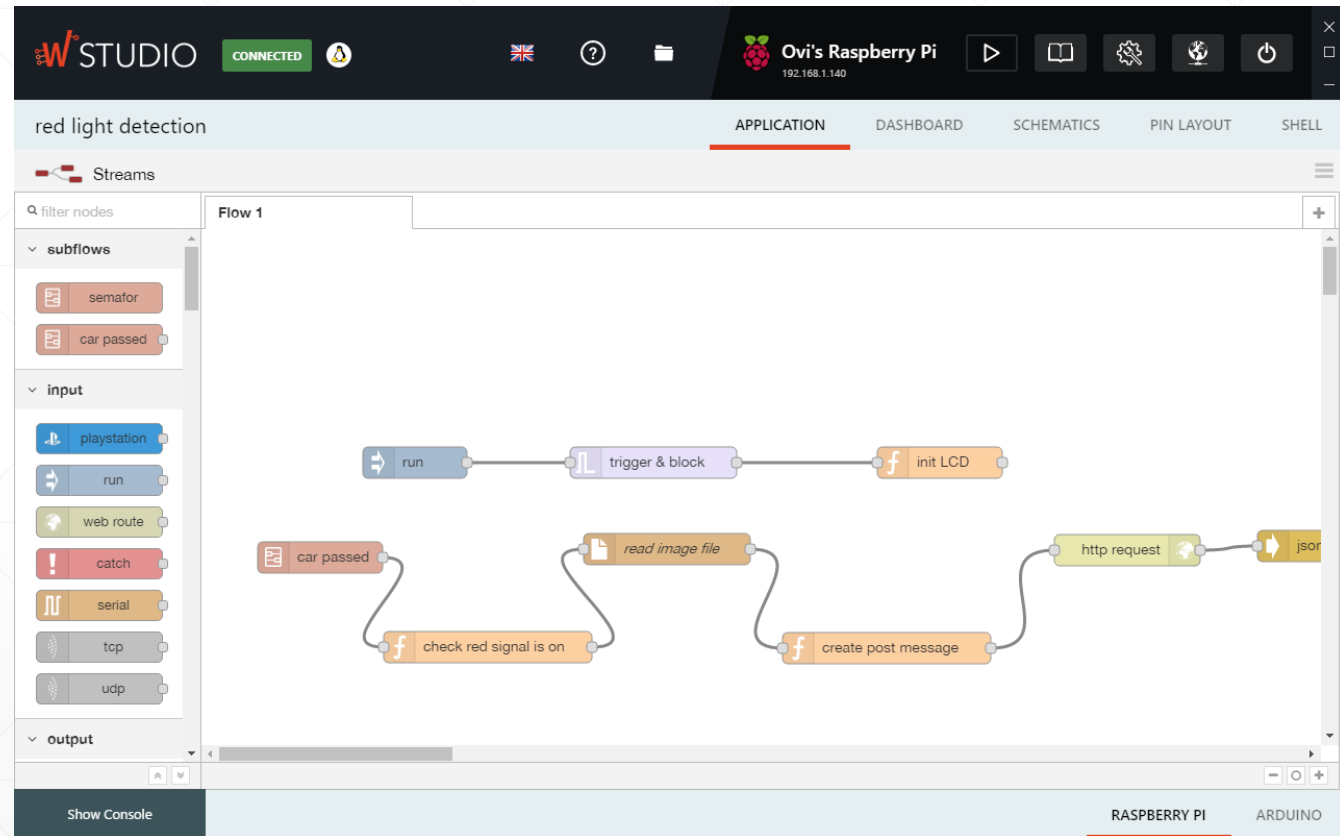 W STUDIO CONNECTED Ovi's Raspberry Pi
192.168.1.140
red light detection APPLICATION DASHBOARD SCHEMATICS PIN LAYOUT SHELL
Streams
filter nodes
Flow 1
subflows
semafor
car passed
input
playstation
run
web route
catch
serial
tcp
udp
output
run
trigger & block
init LCD
car passed
read image file
http request
jsor
check red signal is on
create post message
Show Console
RASPBERRY PI
ARDUINO